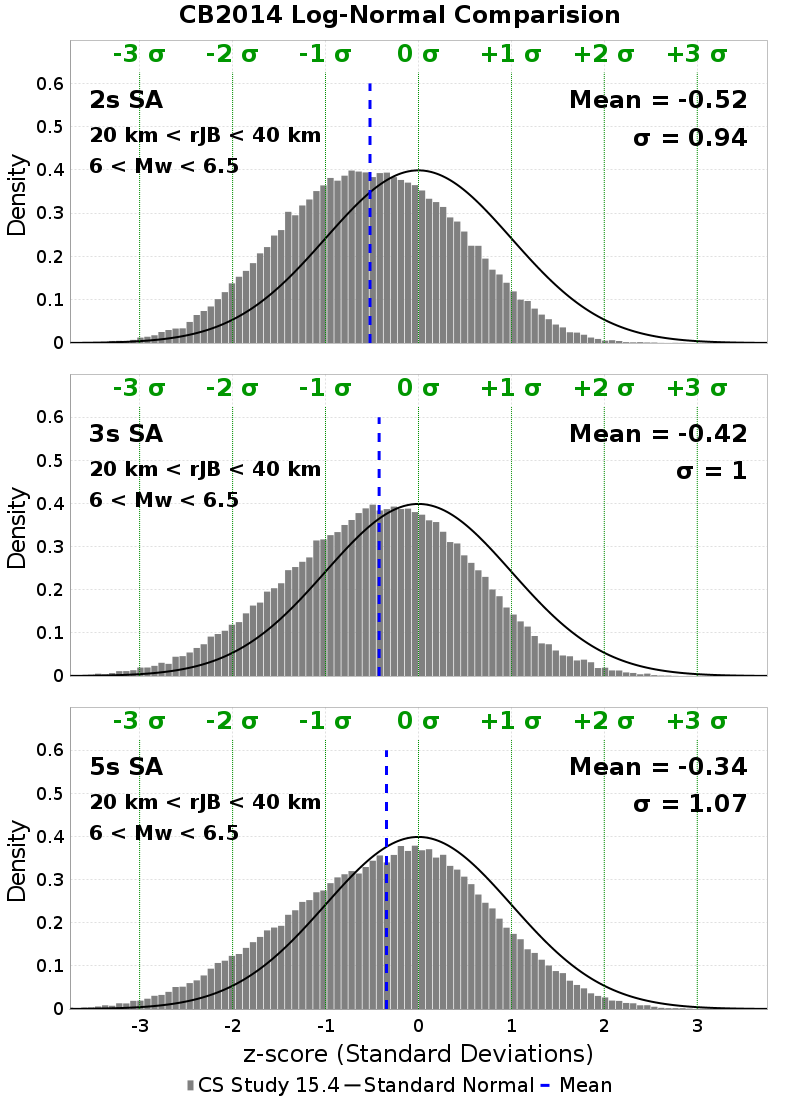 CB2014 Log-Normal Comparision
-3 σ -2 σ -1 σ 0 σ +1 σ +2 σ +3 σ
2s SA
20 km < rJB < 40 km
6 < Mw < 6.5
Mean = -0.52
σ = 0.94
Density
0.6
0.5
0.4
0.3
0.2
0.1
0
-3 σ -2 σ -1 σ 0 σ +1 σ +2 σ +3 σ
3s SA
20 km < rJB < 40 km
6 < Mw < 6.5
Mean = -0.42
σ = 1
Density
0.6
0.5
0.4
0.3
0.2
0.1
0
-3 σ -2 σ -1 σ 0 σ +1 σ +2 σ +3 σ
5s SA
20 km < rJB < 40 km
6 < Mw < 6.5
Mean = -0.34
σ = 1.07
Density
0.6
0.5
0.4
0.3
0.2
0.1
0
-3 -2 -1 0 1 2 3
z-score (Standard Deviations)
CS Study 15.4 Standard Normal Mean